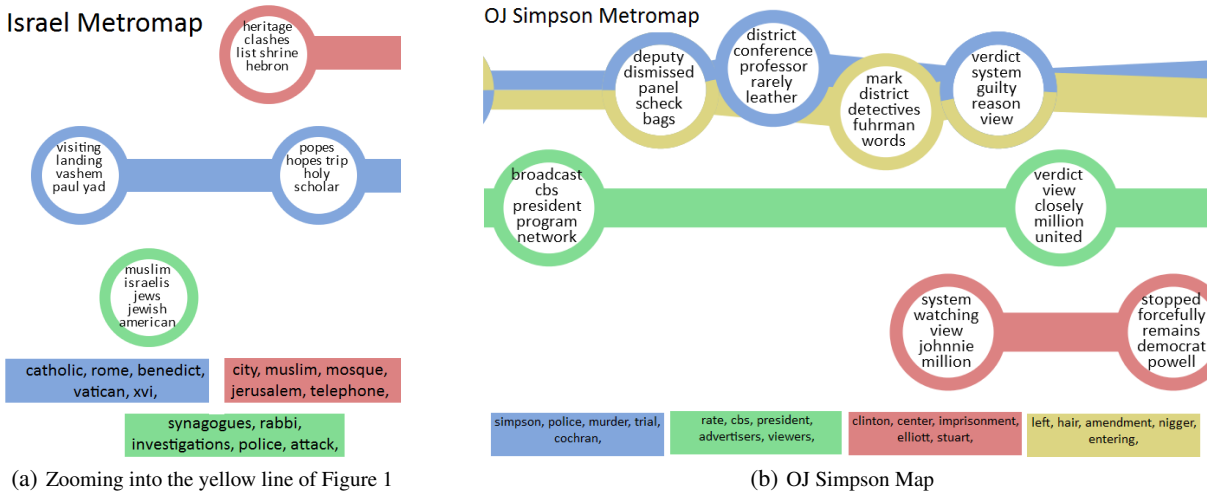 Israel Metromap
heritage
clashes
list shrine
hebron
visiting
landing
vashem
paul yad
popes
hopes trip
holy
scholar
muslim
israelis
jews
jewish
american
catholic, rome, benedict,
vatican, xvi,
city, muslim, mosque,
jerusalem, telephone,
synagogues, rabbi,
investigations, police, attack,
(a) Zooming into the yellow line of Figure 1
OJ Simpson Metromap
deputy
dismissed
panel
scheck
bags
district
conference
professor
rarely
leather
mark
district
detectives
fuhrman
words
verdict
system
guilty
reason
view
broadcast
cbs
president
program
network
verdict
view
closely
million
united
system
watching
view
johnnie
million
stopped
forcefully
remains
democrat
powell
simpson, police, murder, trial,
cochran,
rate, cbs, president,
advertisers, viewers,
clinton, center, imprisonment,
elliott, stuart,
left, hair, amendment, nigger,
entering,
(b) OJ Simpson Map